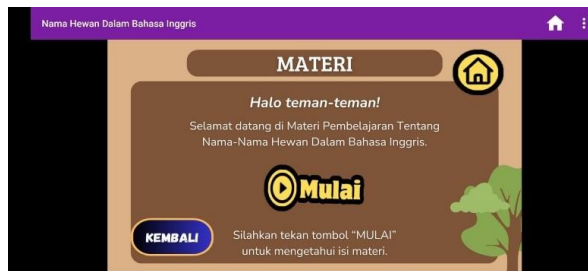 Nama Hewan Dalam Bahasa Inggris
MATERI
Halo teman-teman!
Selamat datang di Materi Pembelajaran Tentang
Nama-Nama Hewan Dalam Bahasa Inggris.
Mulai
KEMBALI
Silahkan tekan tombol “MULAI”
untuk mengetahui isi materi.